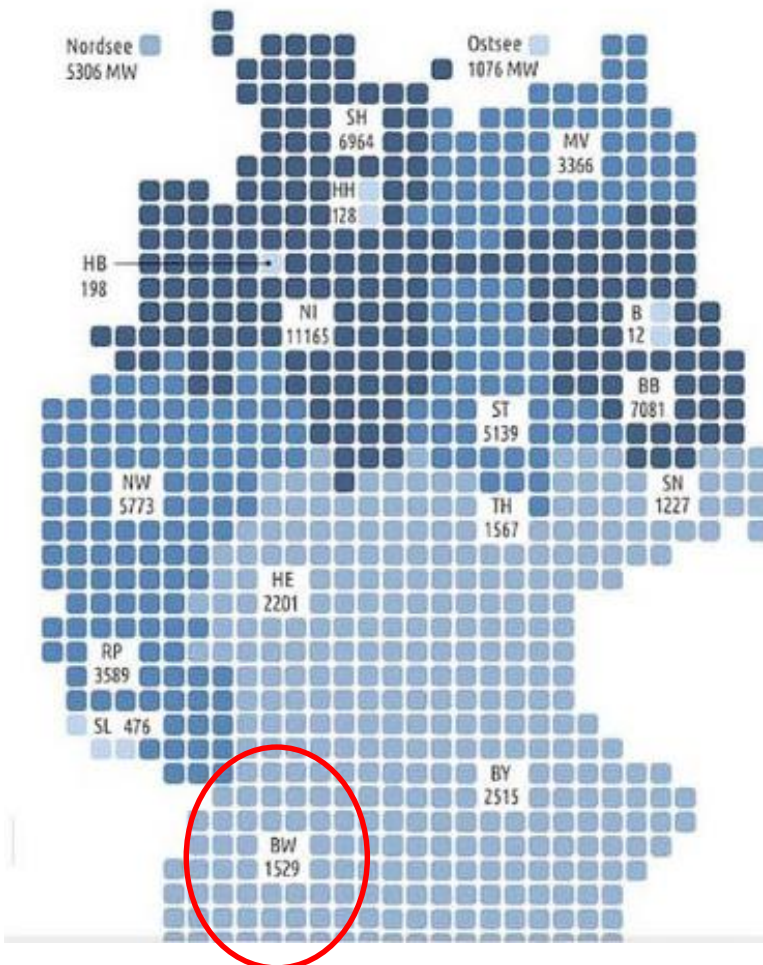 Nordsee
5306 MW
Ostsee
1076 MW
SH
6964
MV
3366
HH
128
HB
198
NI
11165
B
12
BB
7081
ST
5139
NW
5773
TH
1567
SN
1227
HE
2201
RP
3589
SL 476
BY
2515
BW
1529